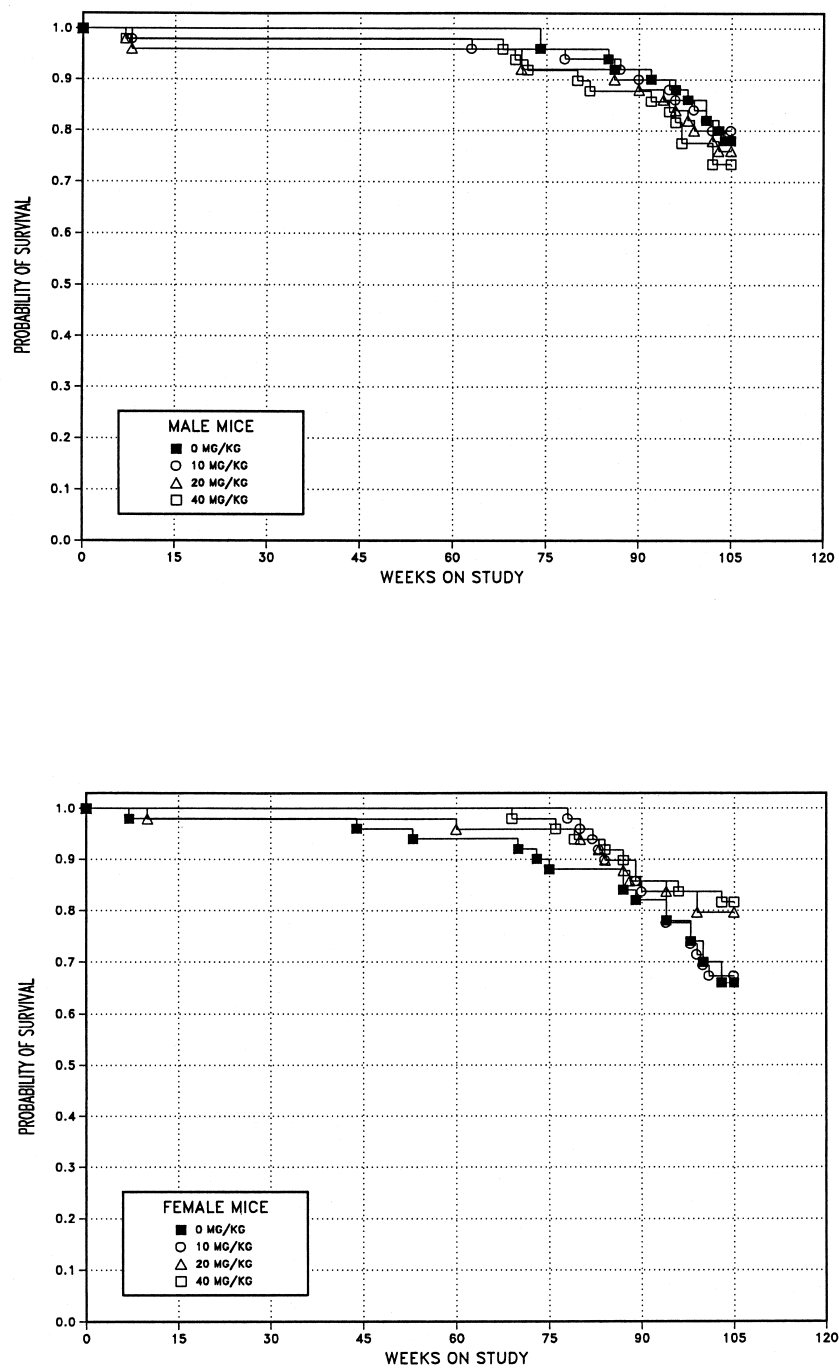 PROBABILITY OF SURVIVAL
1.0
0.9
0.8
0.7
0.6
0.5
0.4
0.3
0.2
0.1
0.0
MALE MICE
0 MG/KG
10 MG/KG
20 MG/KG
40 MG/KG
0 15 30 45 60 75 90 105 120
WEEKS ON STUDY
PROBABILITY OF SURVIVAL
1.0
0.9
0.8
0.7
0.6
0.5
0.4
0.3
0.2
0.1
0.0
FEMALE MICE
0 MG/KG
10 MG/KG
20 MG/KG
40 MG/KG
0 15 30 45 60 75 90 105 120
WEEKS ON STUDY